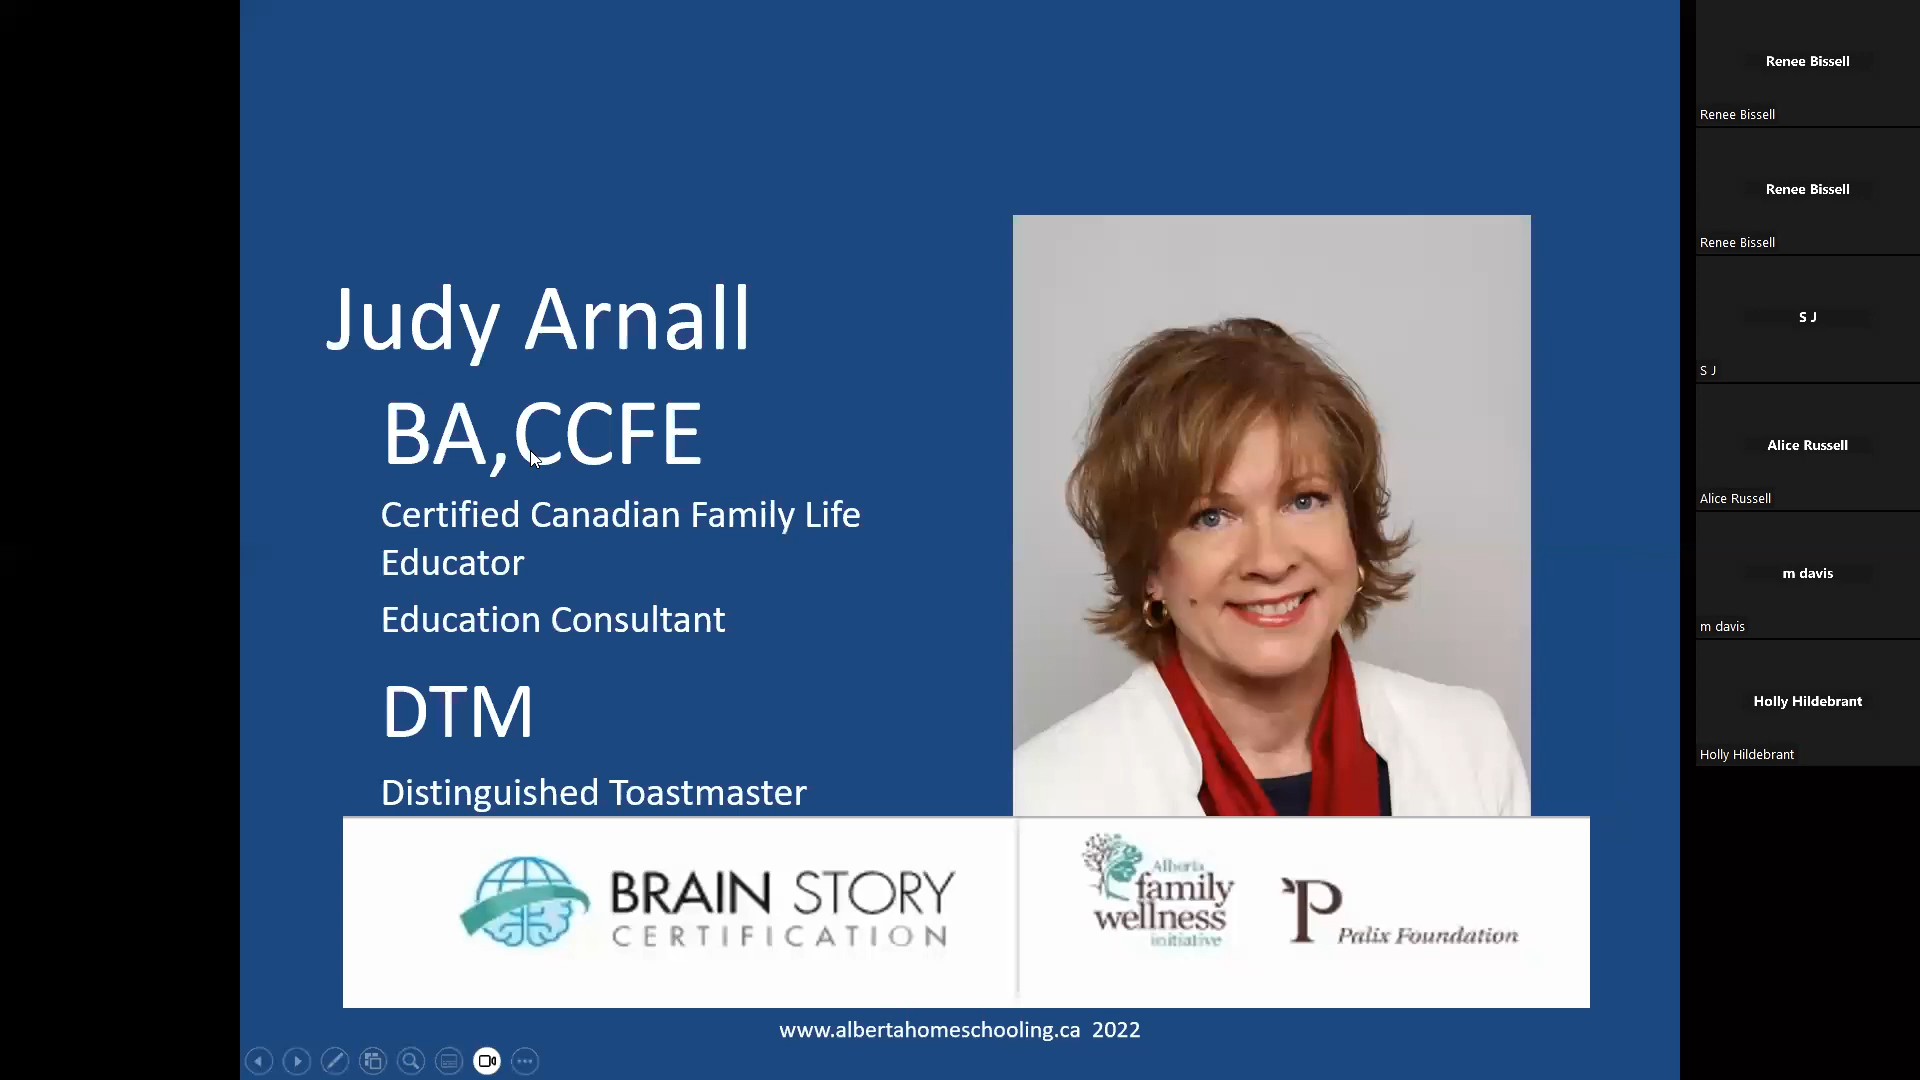 Judy Arnall
BA,CCFE
Certified Canadian Family Life
Educator
Education Consultant
DTM
Distinguished Toastmaster
BRAIN STORY
CERTIFICATION
Alberta
family
wellness
initiative
P
Palix Foundation
www.albertahomeschooling.ca 2022
Renee Bissell
Renee Bissell
Renee Bissell
Renee Bissell
S J
S J
Alice Russell
Alice Russell
m davis
m davis
Holly Hildebrant
Holly Hildebrant